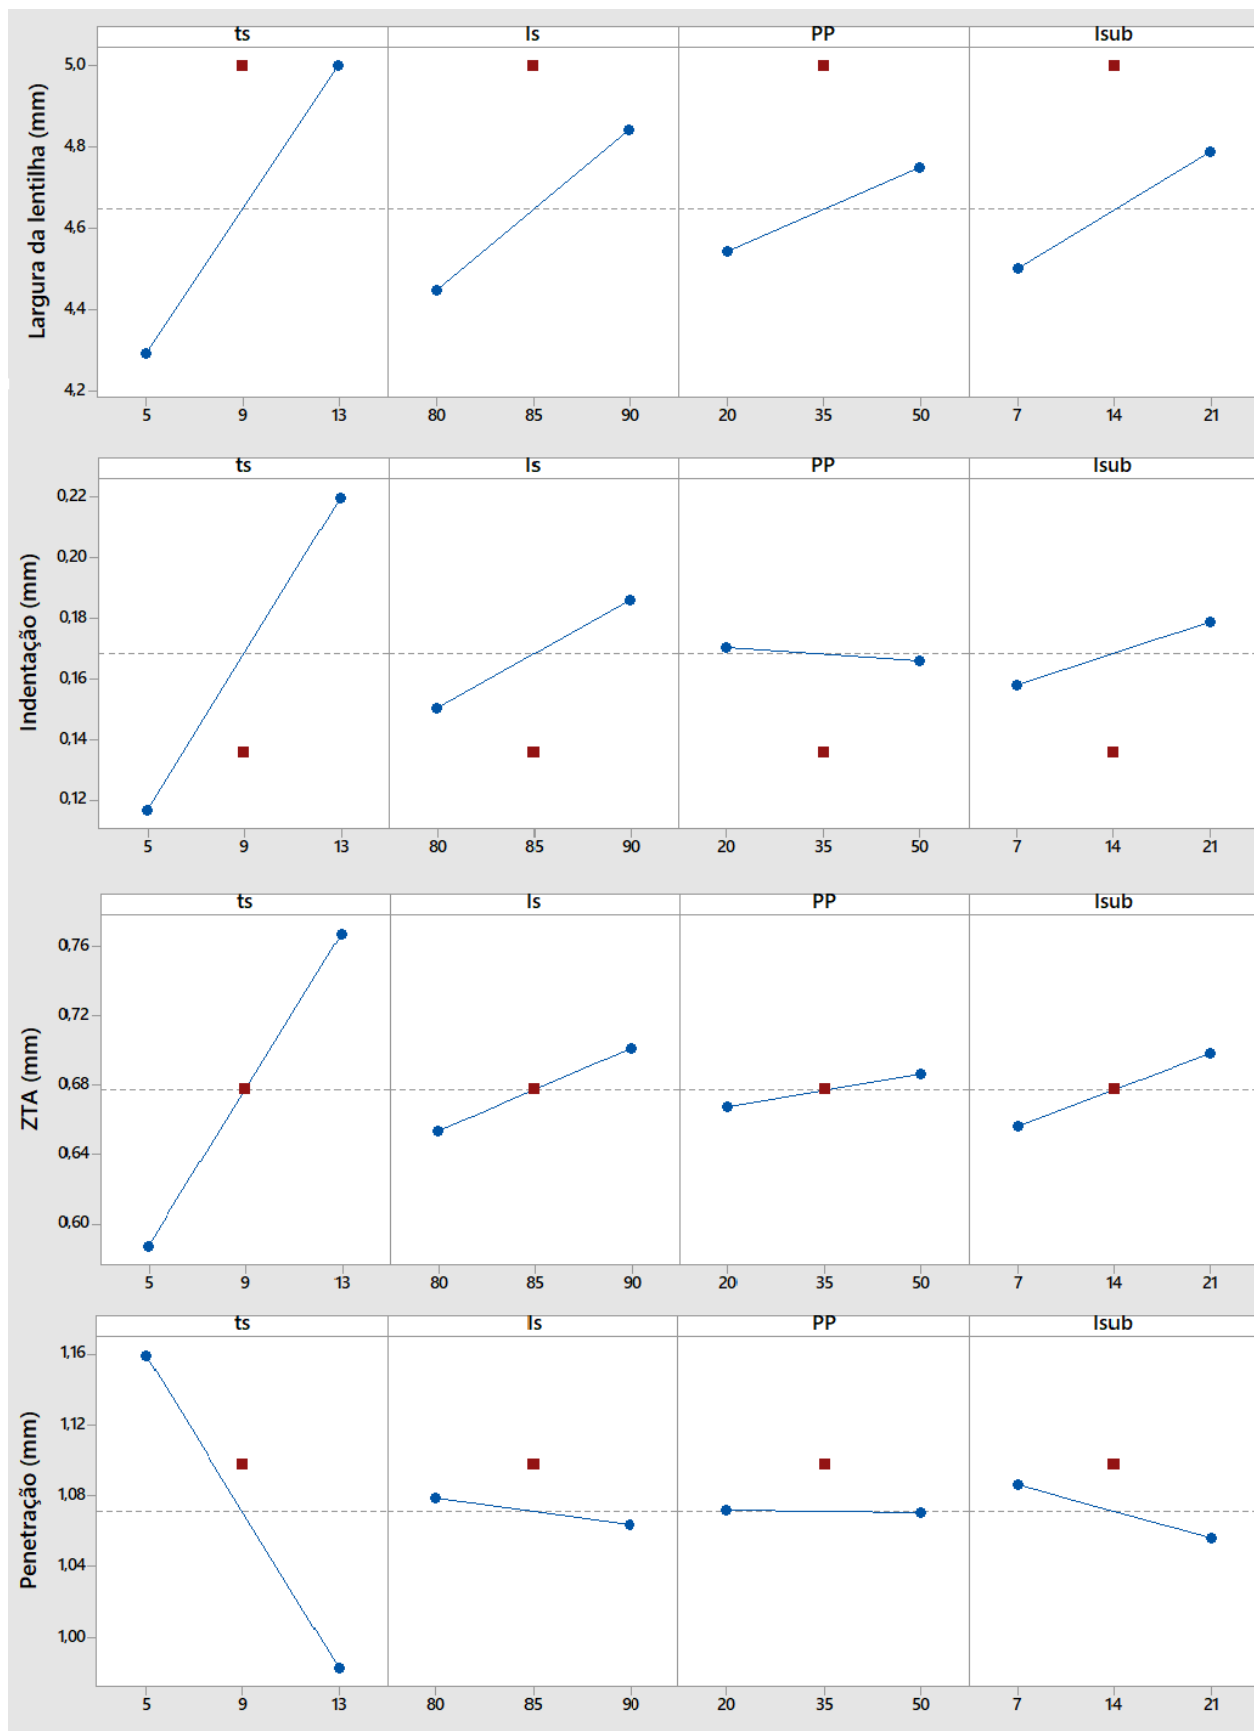 ts Is PP Isub
Largura da lentilha (mm)
5,0
4,8
4,6
4,4
4,2
5 9 13 80 85 90 20 35 50 7 14 21
ts Is PP Isub
Indentação (mm)
0,22
0,20
0,18
0,16
0,14
0,12
5 9 13 80 85 90 20 35 50 7 14 21
ts Is PP Isub
ZTA (mm)
0,76
0,72
0,68
0,64
0,60
5 9 13 80 85 90 20 35 50 7 14 21
ts Is PP Isub
Penetração (mm)
1,16
1,12
1,08
1,04
1,00
5 9 13 80 85 90 20 35 50 7 14 21